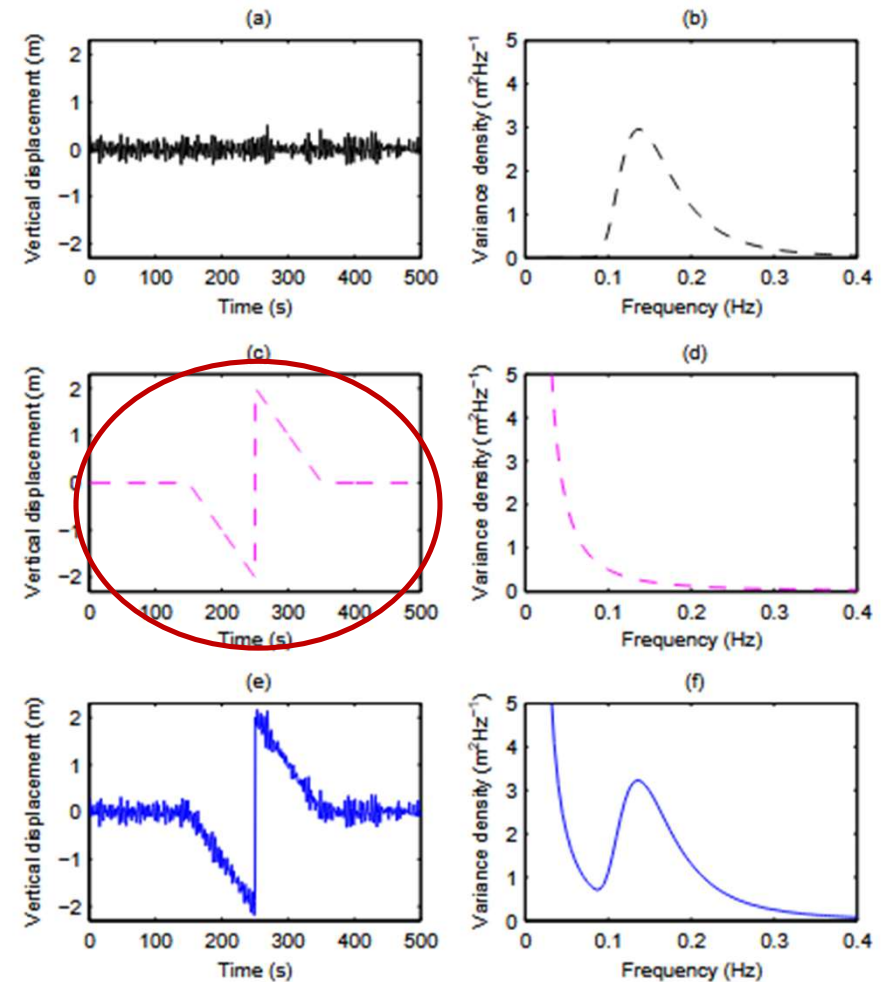 (a)
Vertical displacement (m)
2
1
0
−1
−2
0 100 200 300 400 500
Time (s)
(b)
Variance density (m²Hz⁻¹
5
4
3
2
1
0
0 0.1 0.2 0.3 0.4
Frequency (Hz)
(c)
Vertical displacement (m)
2
1
0
−1
−2
0 100 200 300 400 500
Time (s)
(d)
Variance density (m²Hz⁻¹)
5
4
3
2
1
0
0 0.1 0.2 0.3 0.4
Frequency (Hz)
(e)
Vertical displacement (m)
2
1
0
−1
−2
0 100 200 300 400 500
Time (s)
(f)
Variance density (m²Hz⁻¹)
5
4
3
2
1
0
0 0.1 0.2 0.3 0.4
Frequency (Hz)